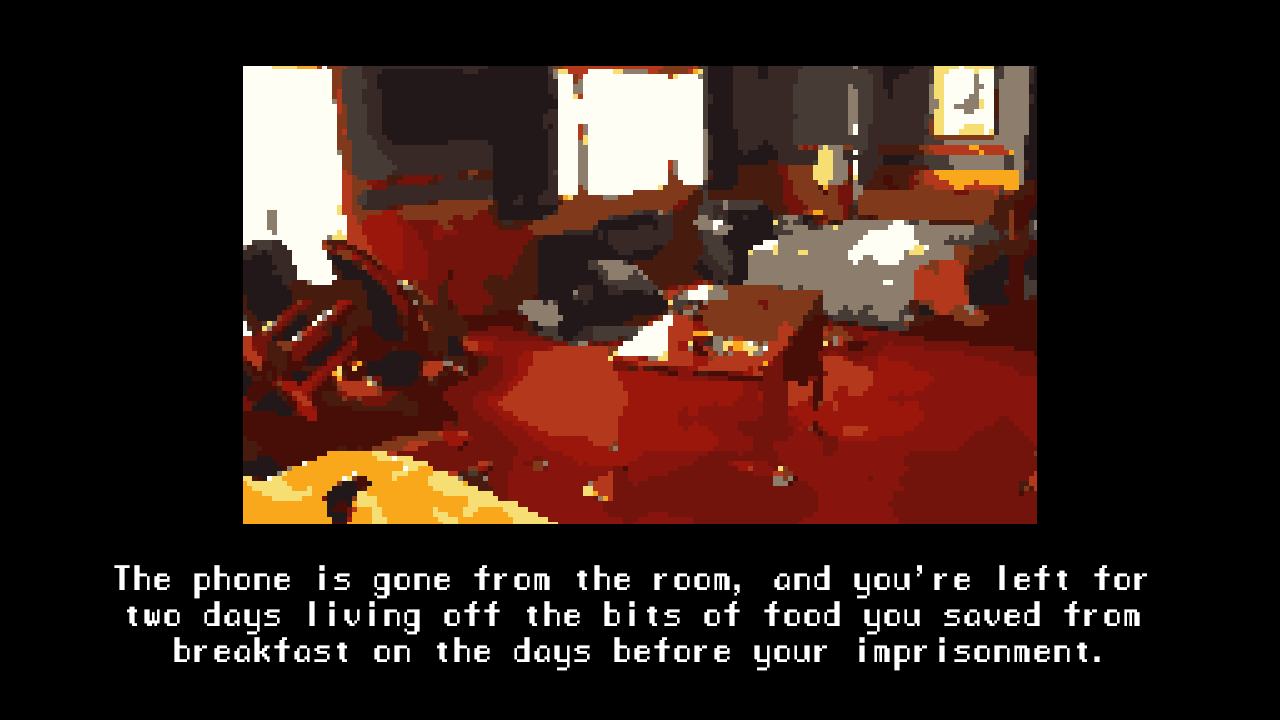 The phone is gone from the room, and you're left for
two days living off the bits of food you saved from
breakfast on the days before your imprisonment.